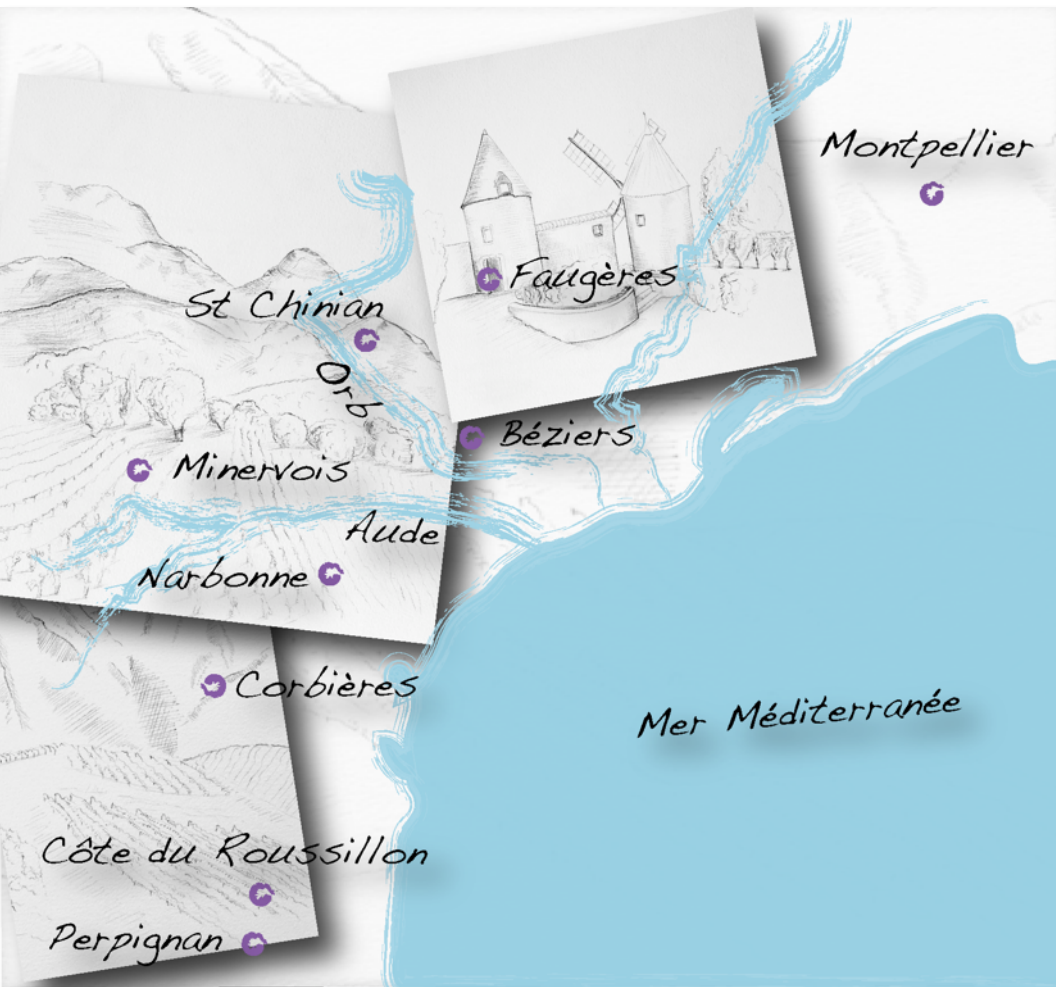 Montpellier
Faugères
St Chinian
Orb
Béziers
Minervois
Aude
Narbonne
Corbières
Mer Méditerranée
Côte du Roussillon
Perpignan